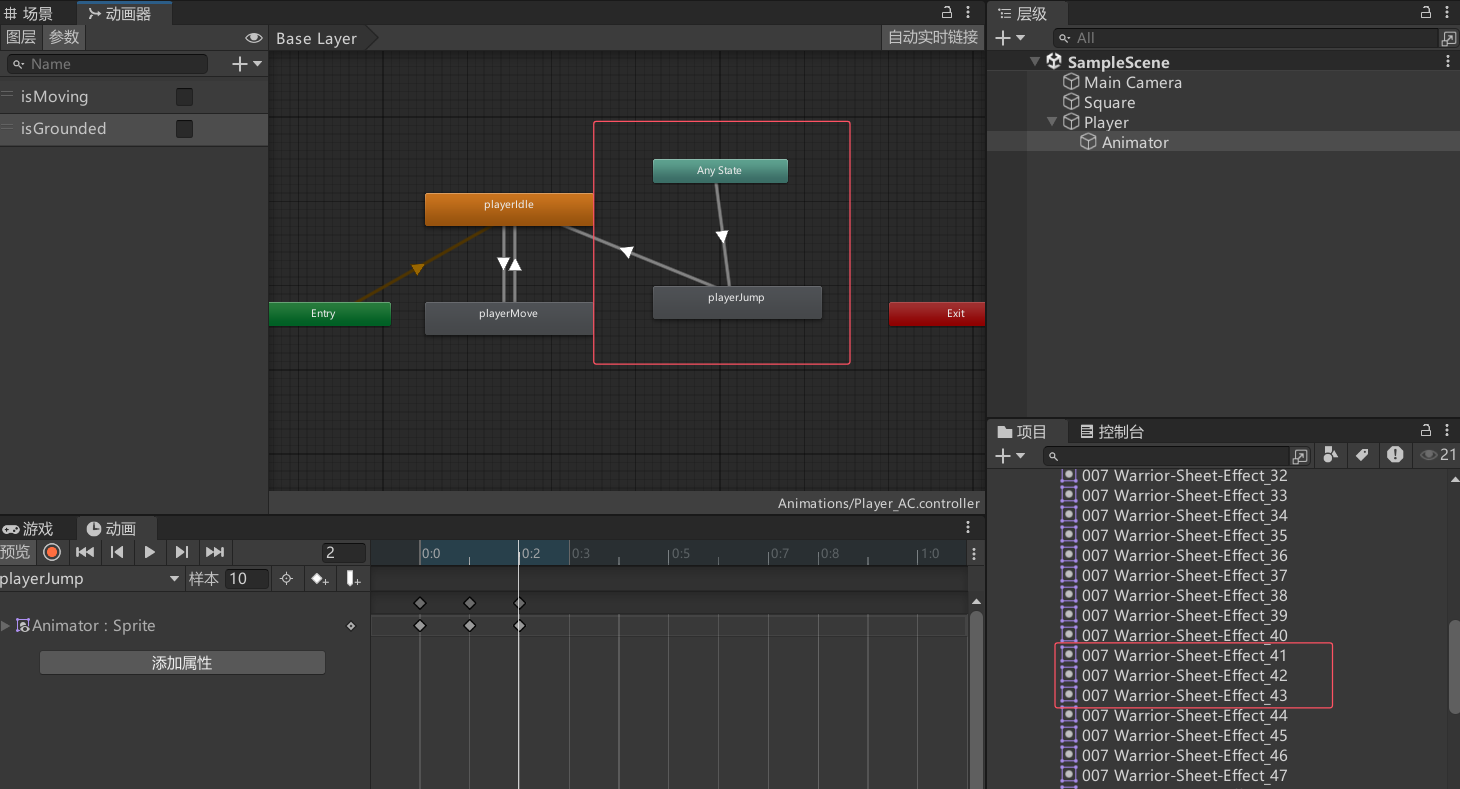 场景
动画器
图层
参数
Base Layer
自动实时链接
Name
isMoving
isGrounded
Any State
playerIdle
playerJump
Entry
playerMove
Exit
Animations/Player_AC.controller
层级
All
SampleScene
Main Camera
Square
Player
Animator
游戏
动画
预览
2
0:0
0:2
0:3
0:5
0:7
0:8
1:0
playerJump
样本
10
Animator : Sprite
添加属性
项目
控制台
21
007 Warrior-Sheet-Effect_32
007 Warrior-Sheet-Effect_33
007 Warrior-Sheet-Effect_34
007 Warrior-Sheet-Effect_35
007 Warrior-Sheet-Effect_36
007 Warrior-Sheet-Effect_37
007 Warrior-Sheet-Effect_38
007 Warrior-Sheet-Effect_39
007 Warrior-Sheet-Effect_40
007 Warrior-Sheet-Effect_41
007 Warrior-Sheet-Effect_42
007 Warrior-Sheet-Effect_43
007 Warrior-Sheet-Effect_44
007 Warrior-Sheet-Effect_45
007 Warrior-Sheet-Effect_46
007 Warrior-Sheet-Effect_47